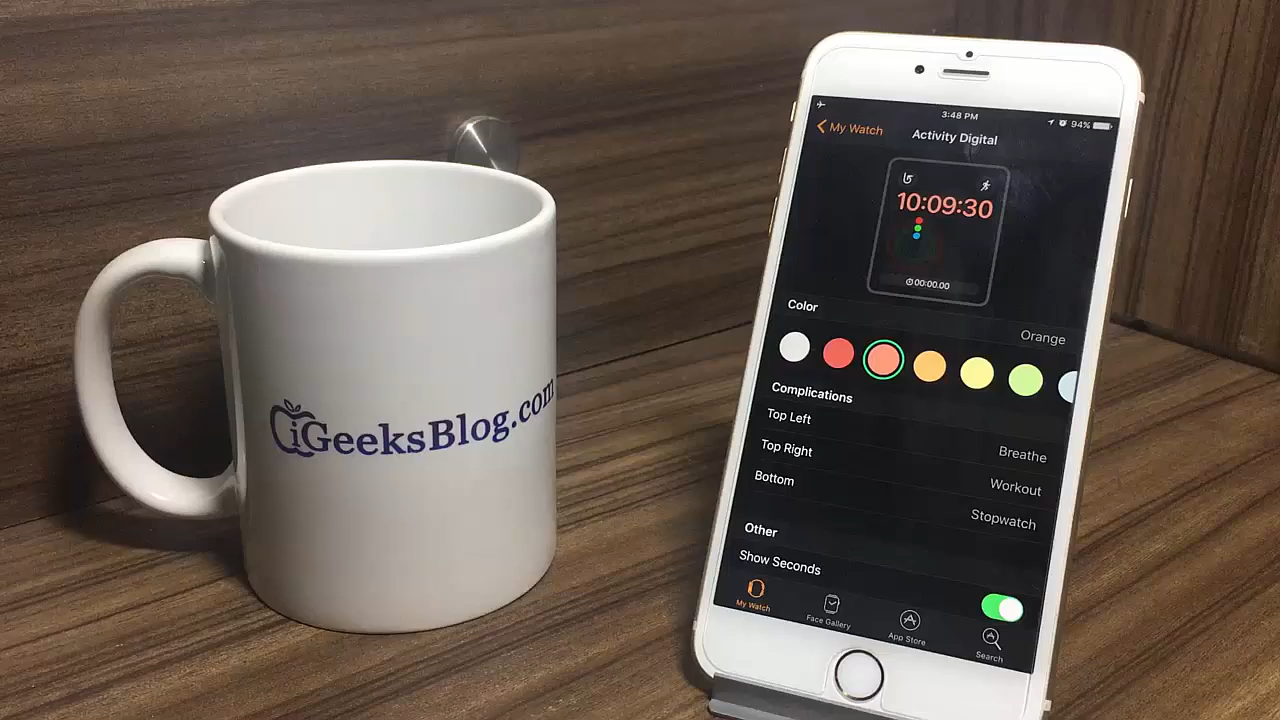 iGeeksBlog.com
3:48 PM
94%
My Watch
Activity Digital
10:09:30
00:00.00
Color
Orange
Complications
Top Left
Breathe
Top Right
Workout
Bottom
Stopwatch
Other
Show Seconds
My Watch
Face Gallery
App Store
Search